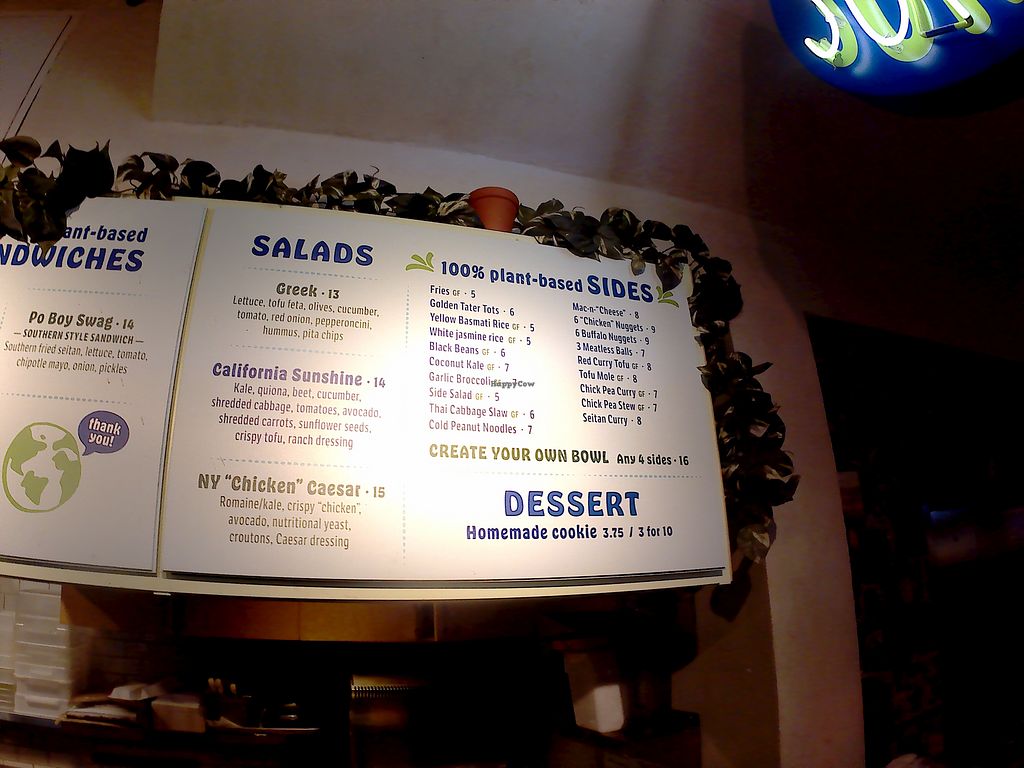 ant-based
NDWICHES
Po Boy Swag · 14
— SOUTHERN STYLE SANDWICH —
Southern fried seitan, lettuce, tomato,
chipotle mayo, onion, pickles
thank
you!
SALADS
Greek · 13
Lettuce, tofu feta, olives, cucumber,
tomato, red onion, pepperoncini,
hummus, pita chips
California Sunshine · 14
Kale, quiona, beet, cucumber,
shredded cabbage, tomatoes, avocado,
shredded carrots, sunflower seeds,
crispy tofu, ranch dressing
NY "Chicken" Caesar · 15
Romaine/kale, crispy "chicken",
avocado, nutritional yeast,
croutons, Caesar dressing
100% plant-based SIDES
Fries GF · 5
Golden Tater Tots · 6
Yellow Basmati Rice GF · 5
White jasmine rice GF · 5
Black Beans GF · 6
Coconut Kale GF · 7
Garlic Broccoli
HappyCow
Side Salad GF · 5
Thai Cabbage Slaw GF · 6
Cold Peanut Noodles · 7
Mac-n-"Cheese" · 8
6 "Chicken" Nuggets · 9
6 Buffalo Nuggets · 9
3 Meatless Balls · 7
Red Curry Tofu GF · 8
Tofu Mole GF · 8
Chick Pea Curry GF · 7
Chick Pea Stew GF · 7
Seitan Curry · 8
CREATE YOUR OWN BOWL Any 4 sides · 16
DESSERT
Homemade cookie 3.75 / 3 for 10